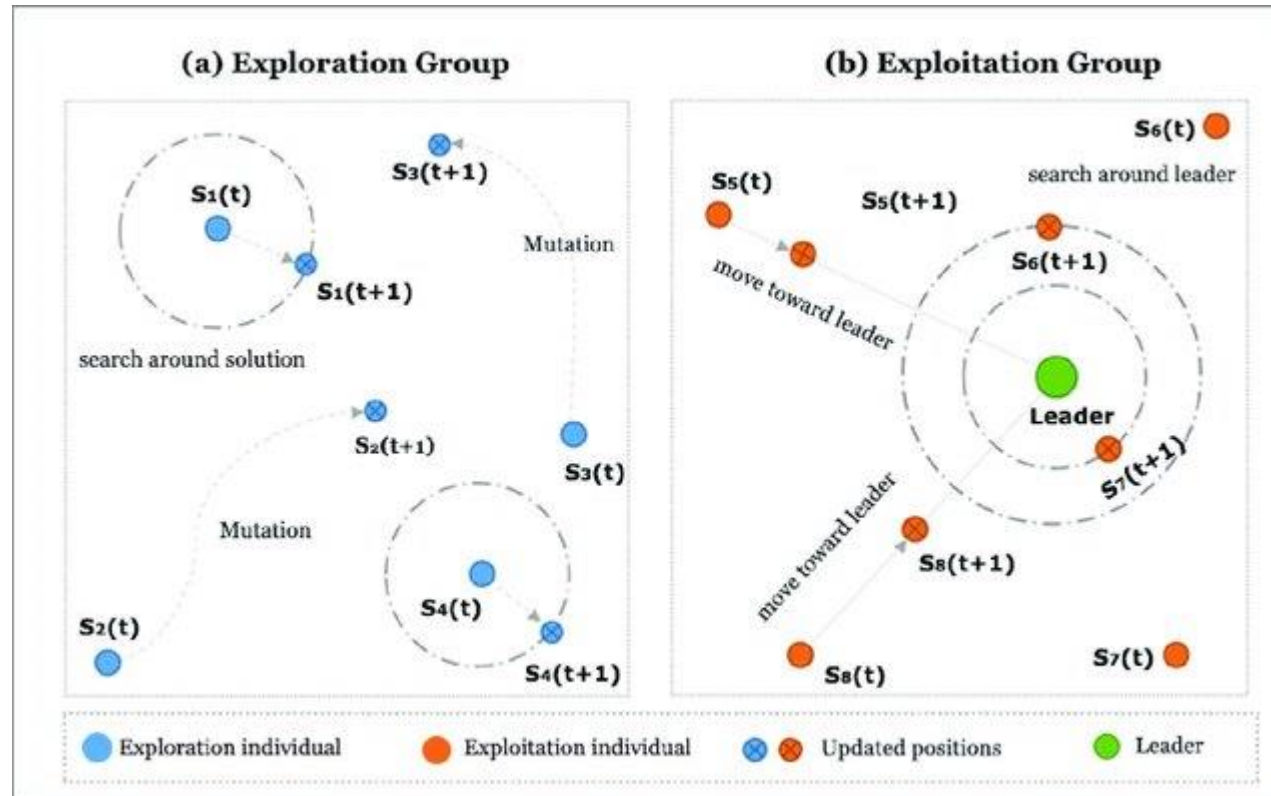 (a) Exploration Group
S1(t)
S3(t+1)
Mutation
S1(t+1)
search around solution
S2(t+1)
S3(t)
Mutation
S4(t)
S2(t)
S4(t+1)
(b) Exploitation Group
S6(t)
search around leader
S5(t)
S5(t+1)
S6(t+1)
move toward leader
Leader
S7(t+1)
move toward leader
S8(t+1)
S8(t)
S7(t)
Exploration individual
Exploitation individual
Updated positions
Leader